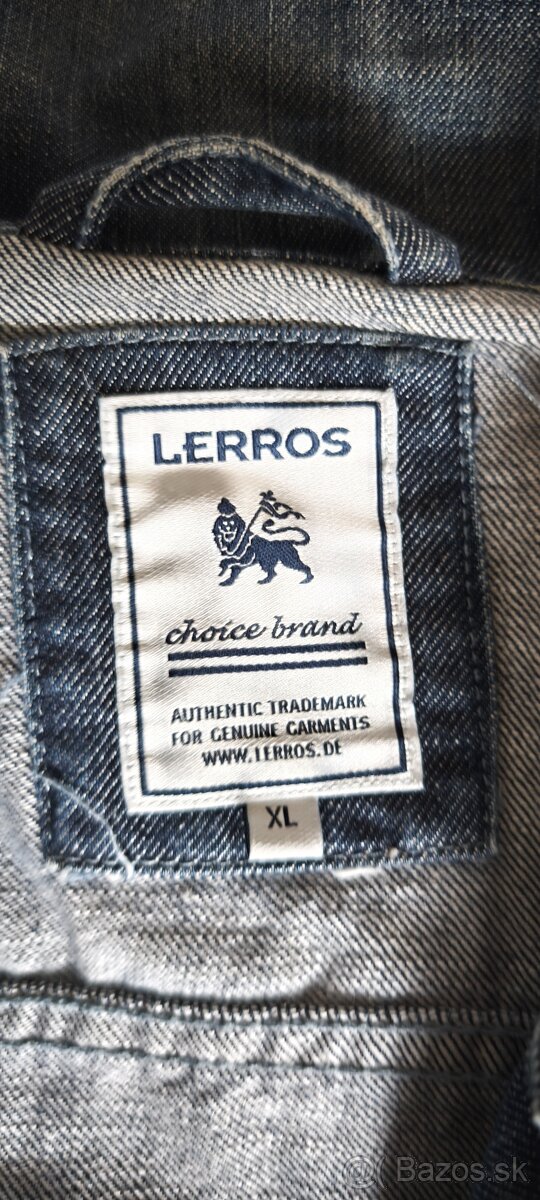 LERROS
choice brand
AUTHENTIC TRADEMARK
FOR GENUINE GARMENTS
WWW.LERROS.DE
XL
Bazos.sk